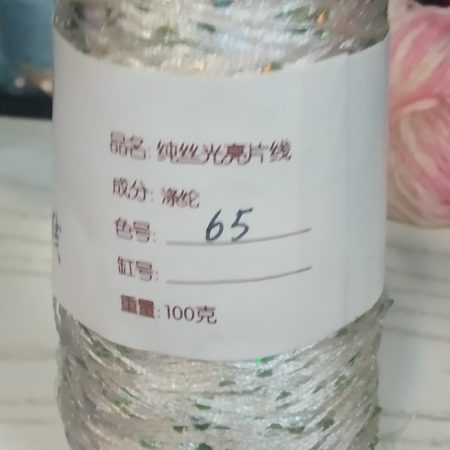 品名: 纯丝光亮片线
成分: 涤纶
色号: 65
缸号:
重量: 100克